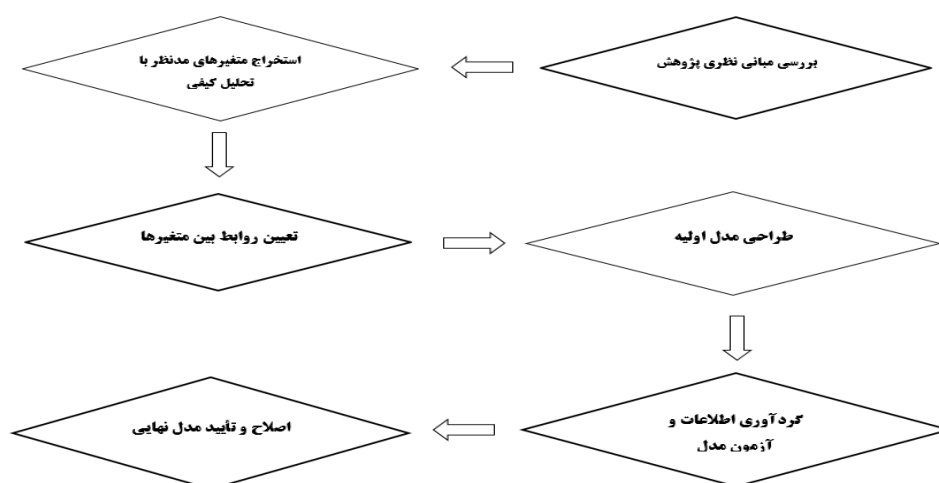 بررسی مبانی نظری پژوهش
استخراج متغیرهای مدنظر با
تحلیل کیفی
تعیین روابط بین متغیرها
طراحی مدل اولیه
گردآوری اطلاعات و
آزمون مدل
اصلاح و تأیید مدل نهایی